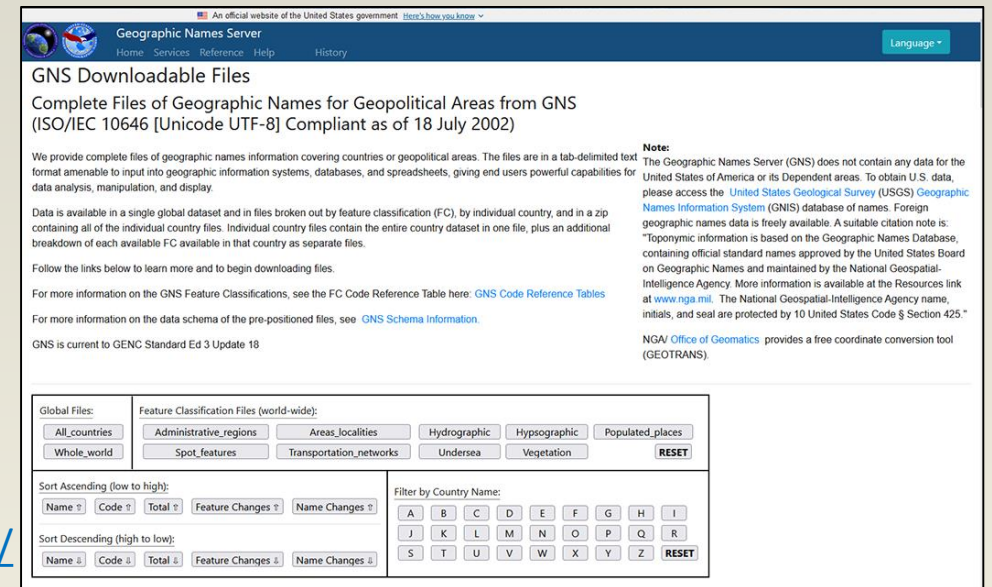 An official website of the United States government Here's how you know
Geographic Names Server
Home Services Reference Help History
Language
GNS Downloadable Files
Complete Files of Geographic Names for Geopolitical Areas from GNS
(ISO/IEC 10646 [Unicode UTF-8] Compliant as of 18 July 2002)
We provide complete files of geographic names information covering countries or geopolitical areas. The files are in a tab-delimited text
format amenable to input into geographic information systems, databases, and spreadsheets, giving end users powerful capabilities for
data analysis, manipulation, and display.
Data is available in a single global dataset and in files broken out by feature classification (FC), by individual country, and in a zip
containing all of the individual country files. Individual country files contain the entire country dataset in one file, plus an additional
breakdown of each available FC available in that country as separate files.
Follow the links below to learn more and to begin downloading files.
For more information on the GNS Feature Classifications, see the FC Code Reference Table here: GNS Code Reference Tables
For more information on the data schema of the pre-positioned files, see GNS Schema Information.
GNS is current to GENC Standard Ed 3 Update 18
Note:
The Geographic Names Server (GNS) does not contain any data for the
United States of America or its Dependent areas. To obtain U.S. data,
please access the United States Geological Survey (USGS) Geographic
Names Information System (GNIS) database of names. Foreign
geographic names data is freely available. A suitable citation note is:
"Toponymic information is based on the Geographic Names Database,
containing official standard names approved by the United States Board
on Geographic Names and maintained by the National Geospatial-
Intelligence Agency. More information is available at the Resources link
at www.nga.mil. The National Geospatial-Intelligence Agency name,
initials, and seal are protected by 10 United States Code § Section 425."
NGA/ Office of Geomatics provides a free coordinate conversion tool
(GEOTRANS).
Global Files:
All_countries
Whole_world
Feature Classification Files (world-wide):
Administrative_regions Areas_localities Hydrographic Hypsographic Populated_places
Spot_features Transportation_networks Undersea Vegetation RESET
Sort Ascending (low to high):
Name ⇧ Code ⇧ Total ⇧ Feature Changes ⇧ Name Changes ⇧
Sort Descending (high to low):
Name ⇩ Code ⇩ Total ⇩ Feature Changes ⇩ Name Changes ⇩
Filter by Country Name:
A B C D E F G H I
J K L M N O P Q R
S T U V W X Y Z RESET
/